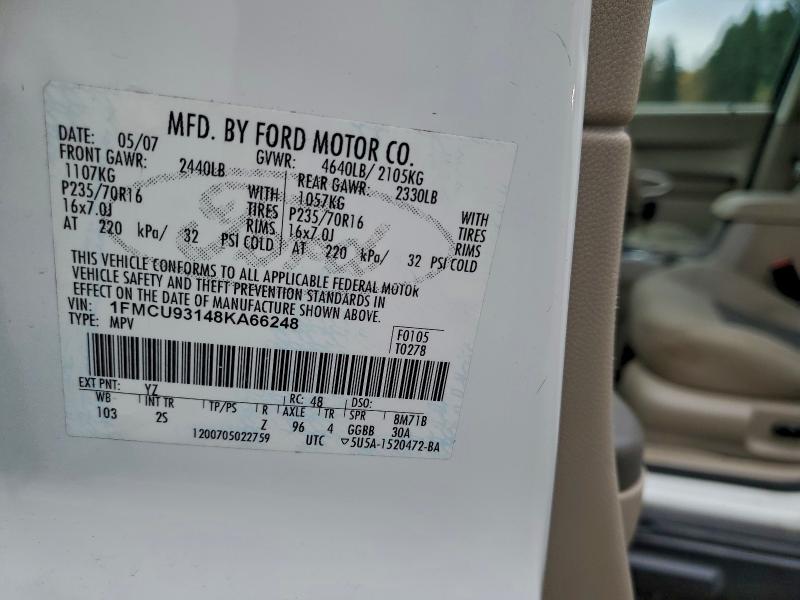 MFD. BY FORD MOTOR CO.
DATE: 05/07 GVWR: 4640LB/ 2105KG
FRONT GAWR: 2440LB REAR GAWR: 2330LB
1107KG WITH 1057KG WITH
P235/70R16 TIRES P235/70R16 TIRES
16x7.0J RIMS 16x7.0J RIMS
AT 220 kPa/ 32 PSI COLD AT 220 kPa/ 32 PSI COLD
Ford
THIS VEHICLE CONFORMS TO ALL APPLICABLE FEDERAL MOTOR
VEHICLE SAFETY AND THEFT PREVENTION STANDARDS IN
EFFECT ON THE DATE OF MANUFACTURE SHOWN ABOVE.
VIN: 1FMCU93148KA66248
TYPE: MPV
F0105
T0278
EXT PNT: YZ RC: 48 DSO:
WB INT TR TP/PS R AXLE TR SPR 8M71B
103 2S Z 96 4 GGBB 30A
1200705022759 UTC ▽5U5A-1520472-BA